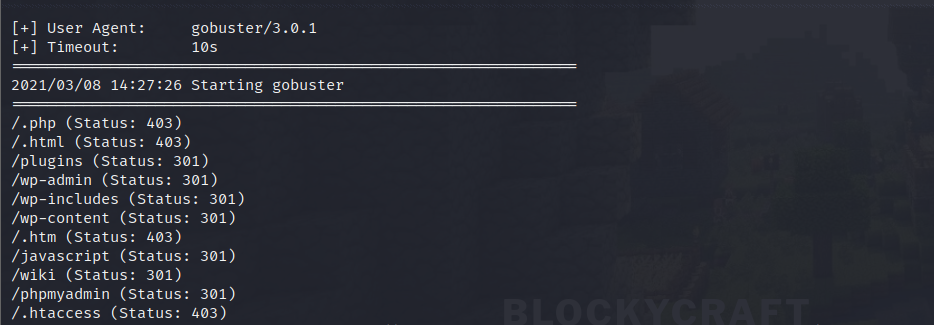 [+] User Agent: gobuster/3.0.1
[+] Timeout: 10s
===============================================================
2021/03/08 14:27:26 Starting gobuster
===============================================================
/.php (Status: 403)
/.html (Status: 403)
/plugins (Status: 301)
/wp-admin (Status: 301)
/wp-includes (Status: 301)
/wp-content (Status: 301)
/.htm (Status: 403)
/javascript (Status: 301)
/wiki (Status: 301)
/phpmyadmin (Status: 301)
/.htaccess (Status: 403)
BLOCKYCRAFT